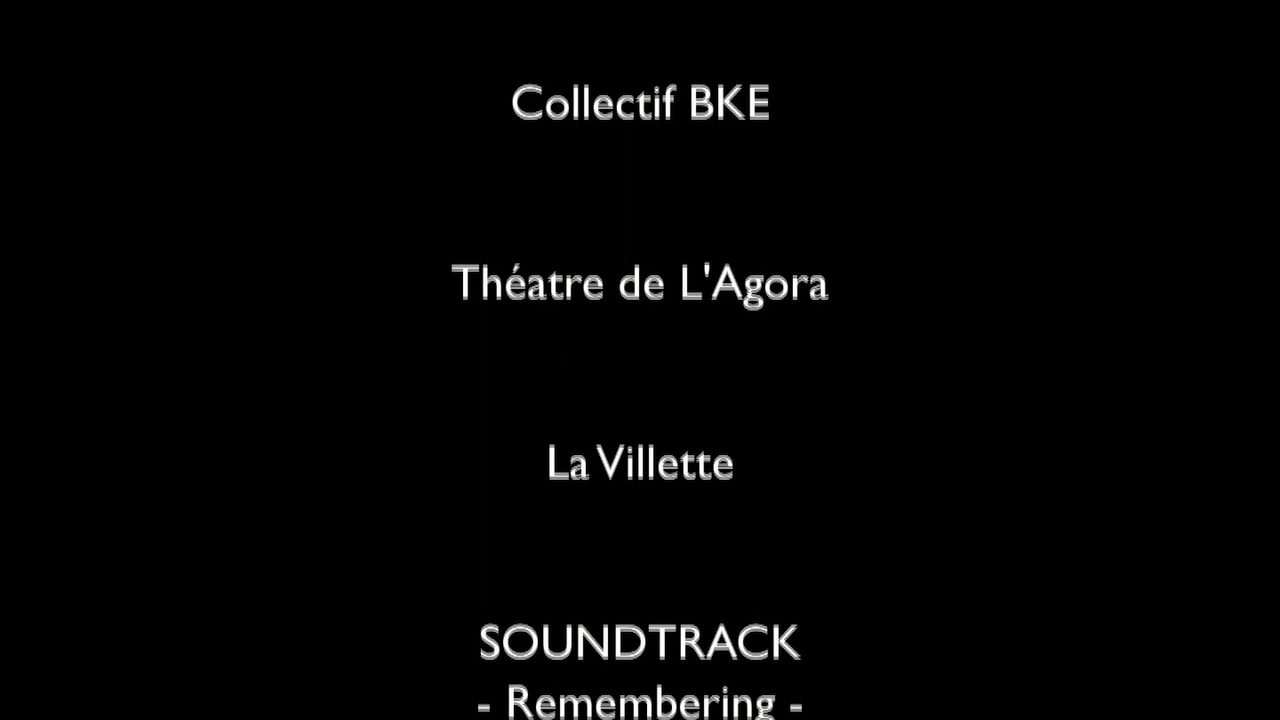 Collectif BKE
Théatre de L'Agora
La Villette
SOUNDTRACK
- Remembering -